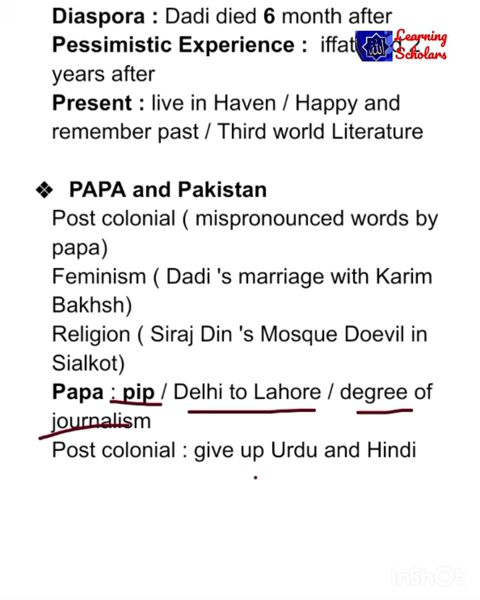 Diaspora : Dadi died 6 month after
Pessimistic Experience : iffat 2
Learning
Scholars
years after
Present : live in Haven / Happy and
remember past / Third world Literature
❖ PAPA and Pakistan
Post colonial ( mispronounced words by
papa)
Feminism ( Dadi 's marriage with Karim
Bakhsh)
Religion ( Siraj Din 's Mosque Doevil in
Sialkot)
Papa : pip / Delhi to Lahore / degree of
journalism
Post colonial : give up Urdu and Hindi
InShOt